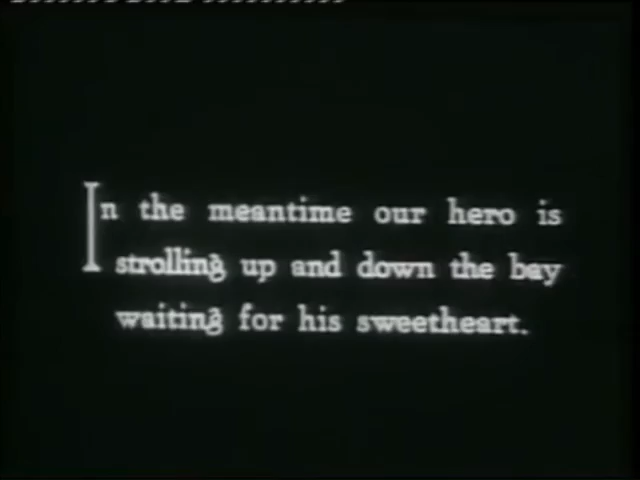 In the meantime our hero is
strolling up and down the bay
waiting for his sweetheart.